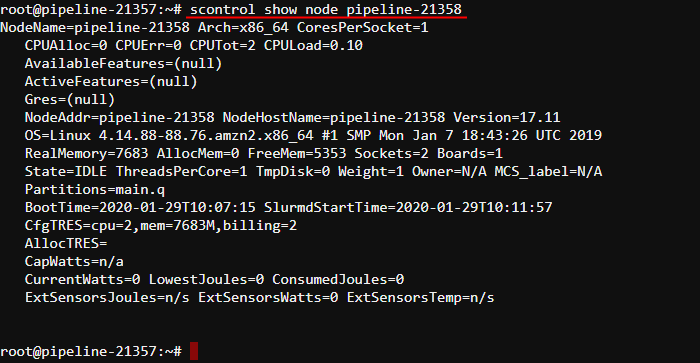 root@pipeline-21357:~# scontrol show node pipeline-21358
NodeName=pipeline-21358 Arch=x86_64 CoresPerSocket=1
CPUAlloc=0 CPUErr=0 CPUTot=2 CPULoad=0.10
AvailableFeatures=(null)
ActiveFeatures=(null)
Gres=(null)
NodeAddr=pipeline-21358 NodeHostName=pipeline-21358 Version=17.11
OS=Linux 4.14.88-88.76.amzn2.x86_64 #1 SMP Mon Jan 7 18:43:26 UTC 2019
RealMemory=7683 AllocMem=0 FreeMem=5353 Sockets=2 Boards=1
State=IDLE ThreadsPerCore=1 TmpDisk=0 Weight=1 Owner=N/A MCS_label=N/A
Partitions=main.q
BootTime=2020-01-29T10:07:15 SlurmdStartTime=2020-01-29T10:11:57
CfgTRES=cpu=2,mem=7683M,billing=2
AllocTRES=
CapWatts=n/a
CurrentWatts=0 LowestJoules=0 ConsumedJoules=0
ExtSensorsJoules=n/s ExtSensorsWatts=0 ExtSensorsTemp=n/s
root@pipeline-21357:~#